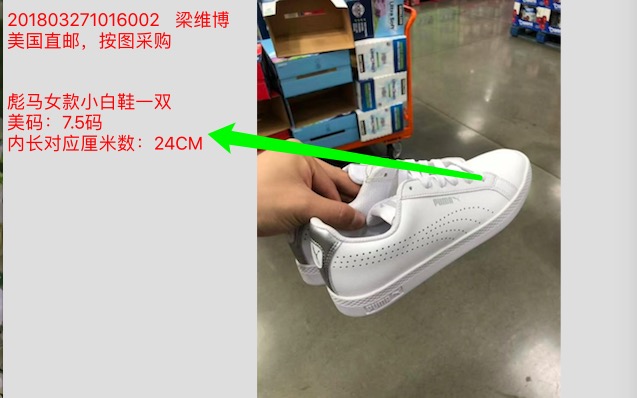 201803271016002 梁维博
美国直邮，按图采购
彪马女款小白鞋一双
美码：7.5码
内长对应厘米数：24CM
PUMA